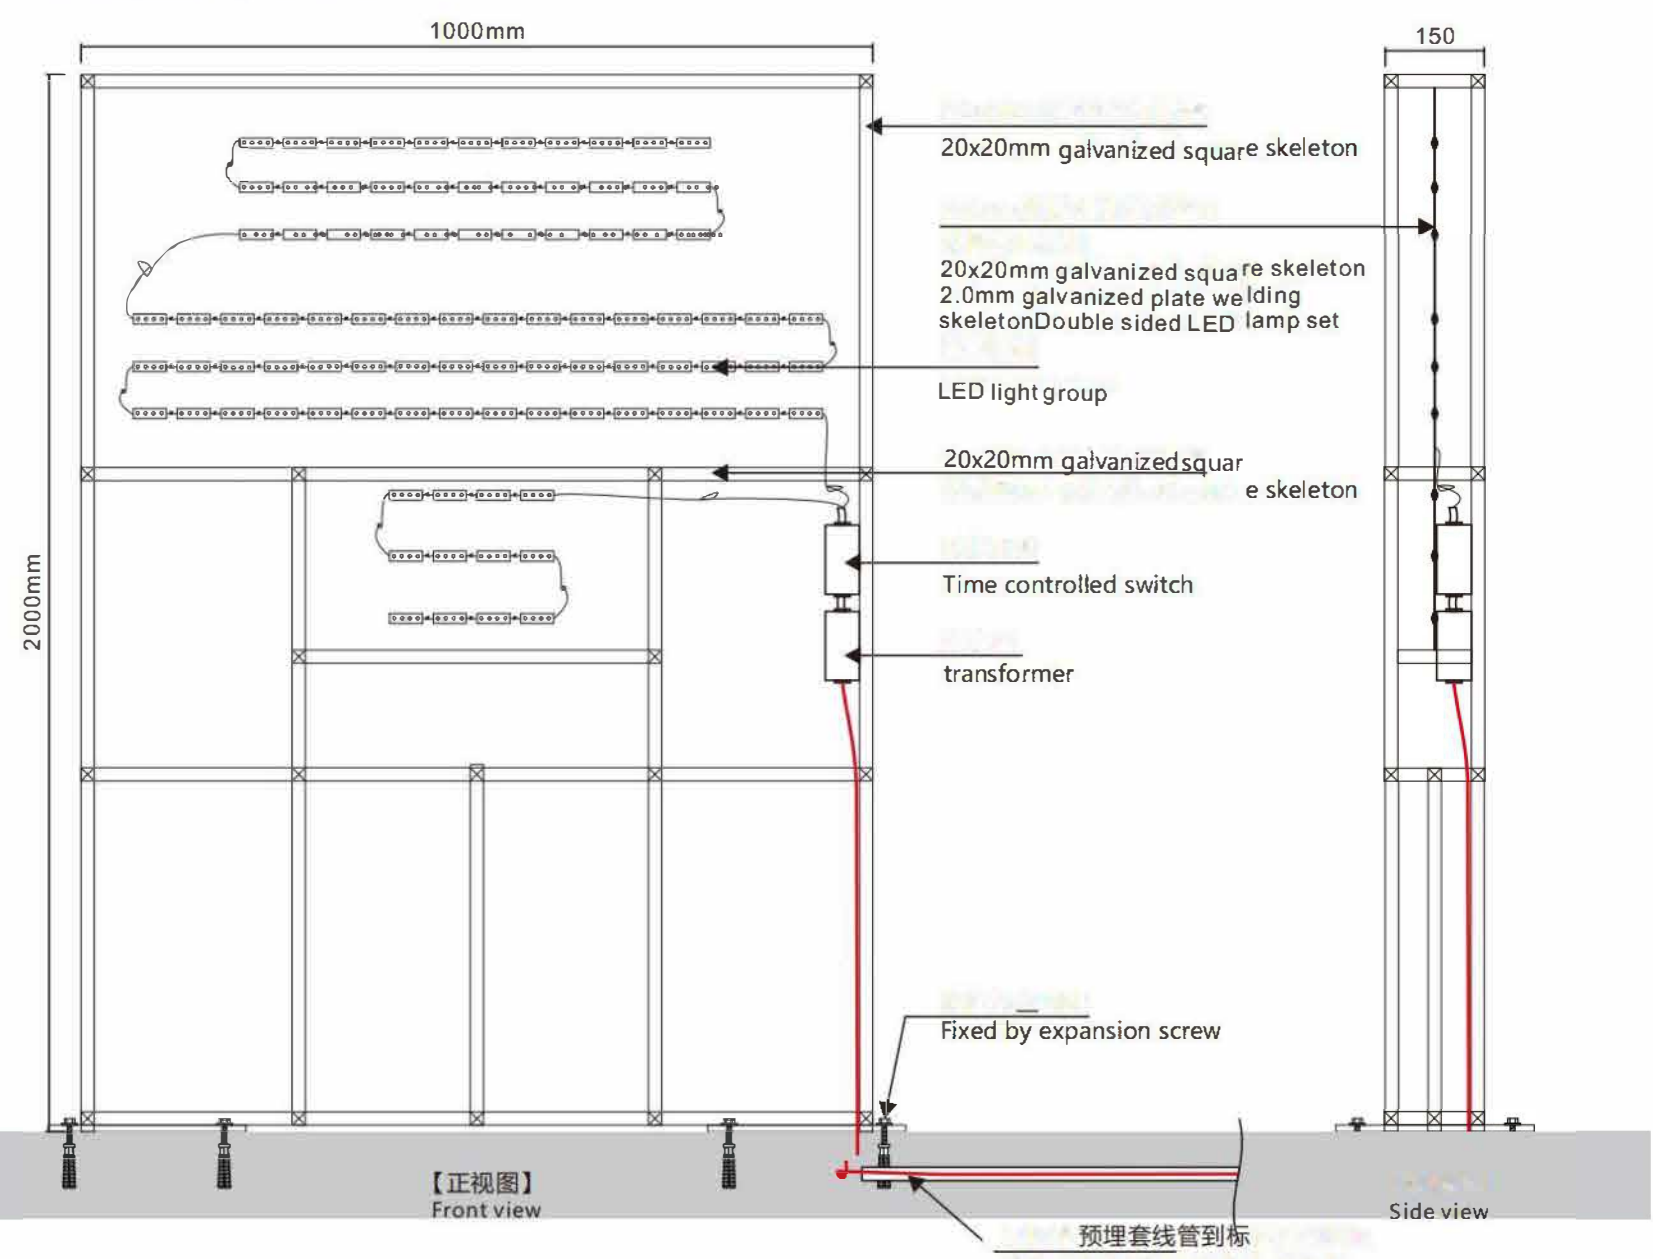 1000mm
150
20x20mm galvanized square skeleton
20x20mm galvanized square skeleton
2.0mm galvanized plate welding
skeletonDouble sided LED lamp set
LED light group
20x20mm galvanized squar
e skeleton
2000mm
Time controlled switch
transformer
Fixed by expansion screw
【正视图】
Front view
Side view
预埋套线管到标